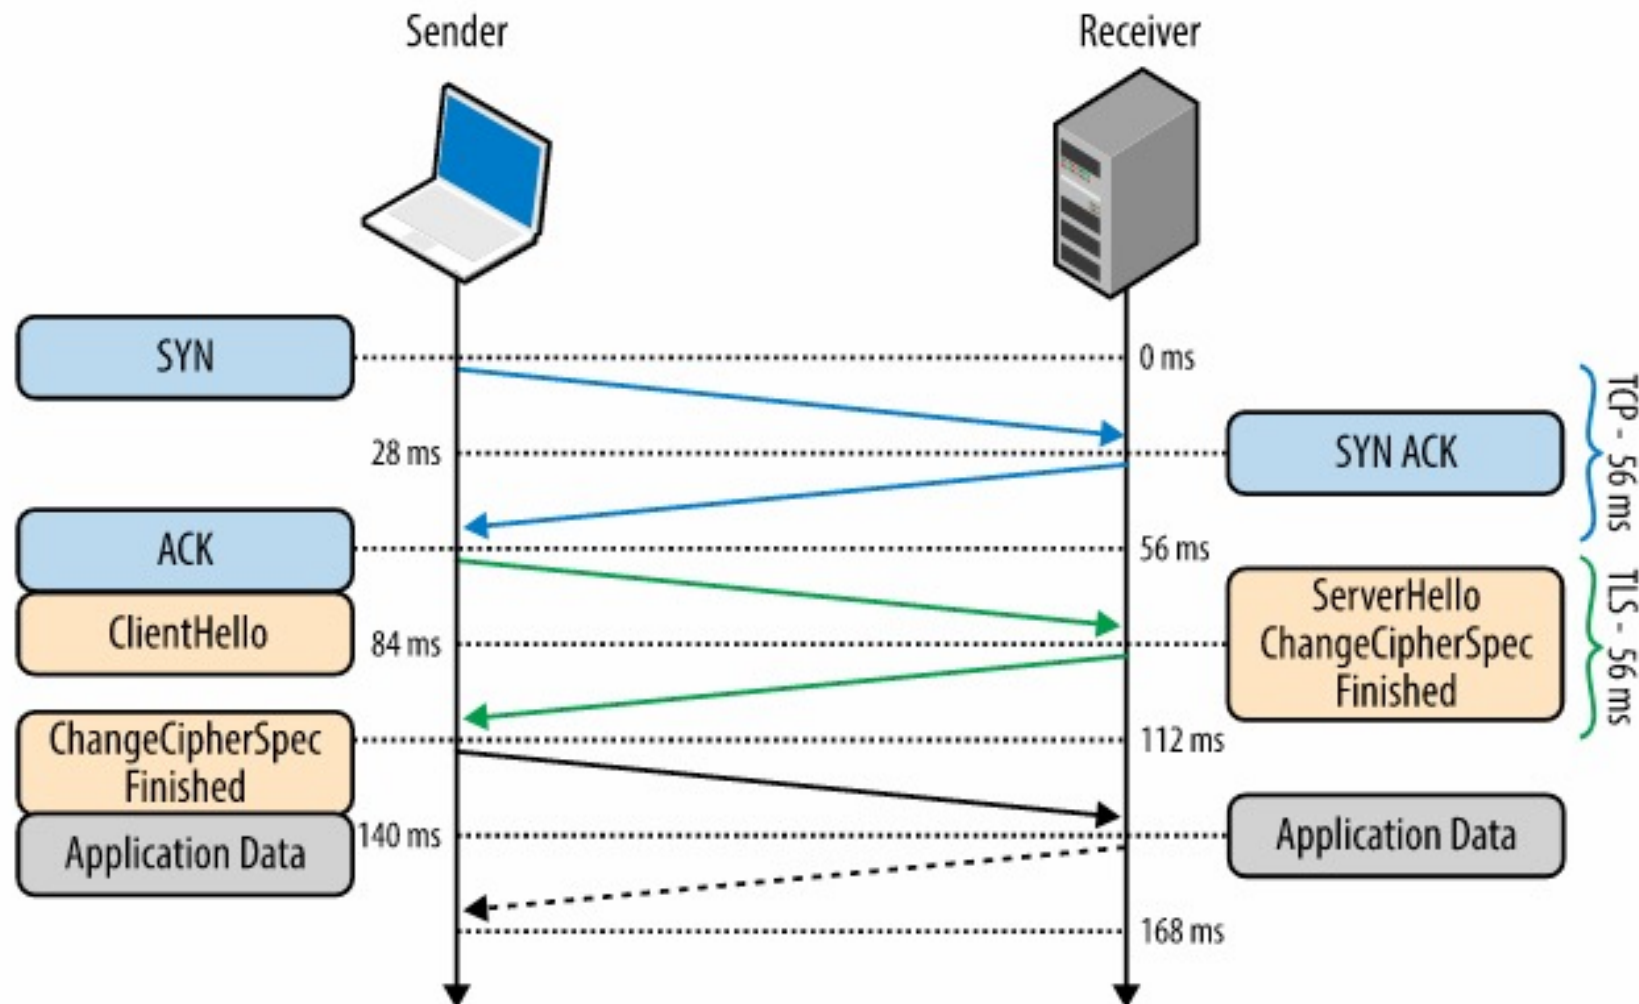 Sender
Receiver
SYN
0 ms
28 ms
SYN ACK
TCP - 56 ms
ACK
56 ms
ClientHello
84 ms
ServerHello
ChangeCipherSpec
Finished
TLS - 56 ms
ChangeCipherSpec
Finished
112 ms
Application Data
140 ms
Application Data
168 ms